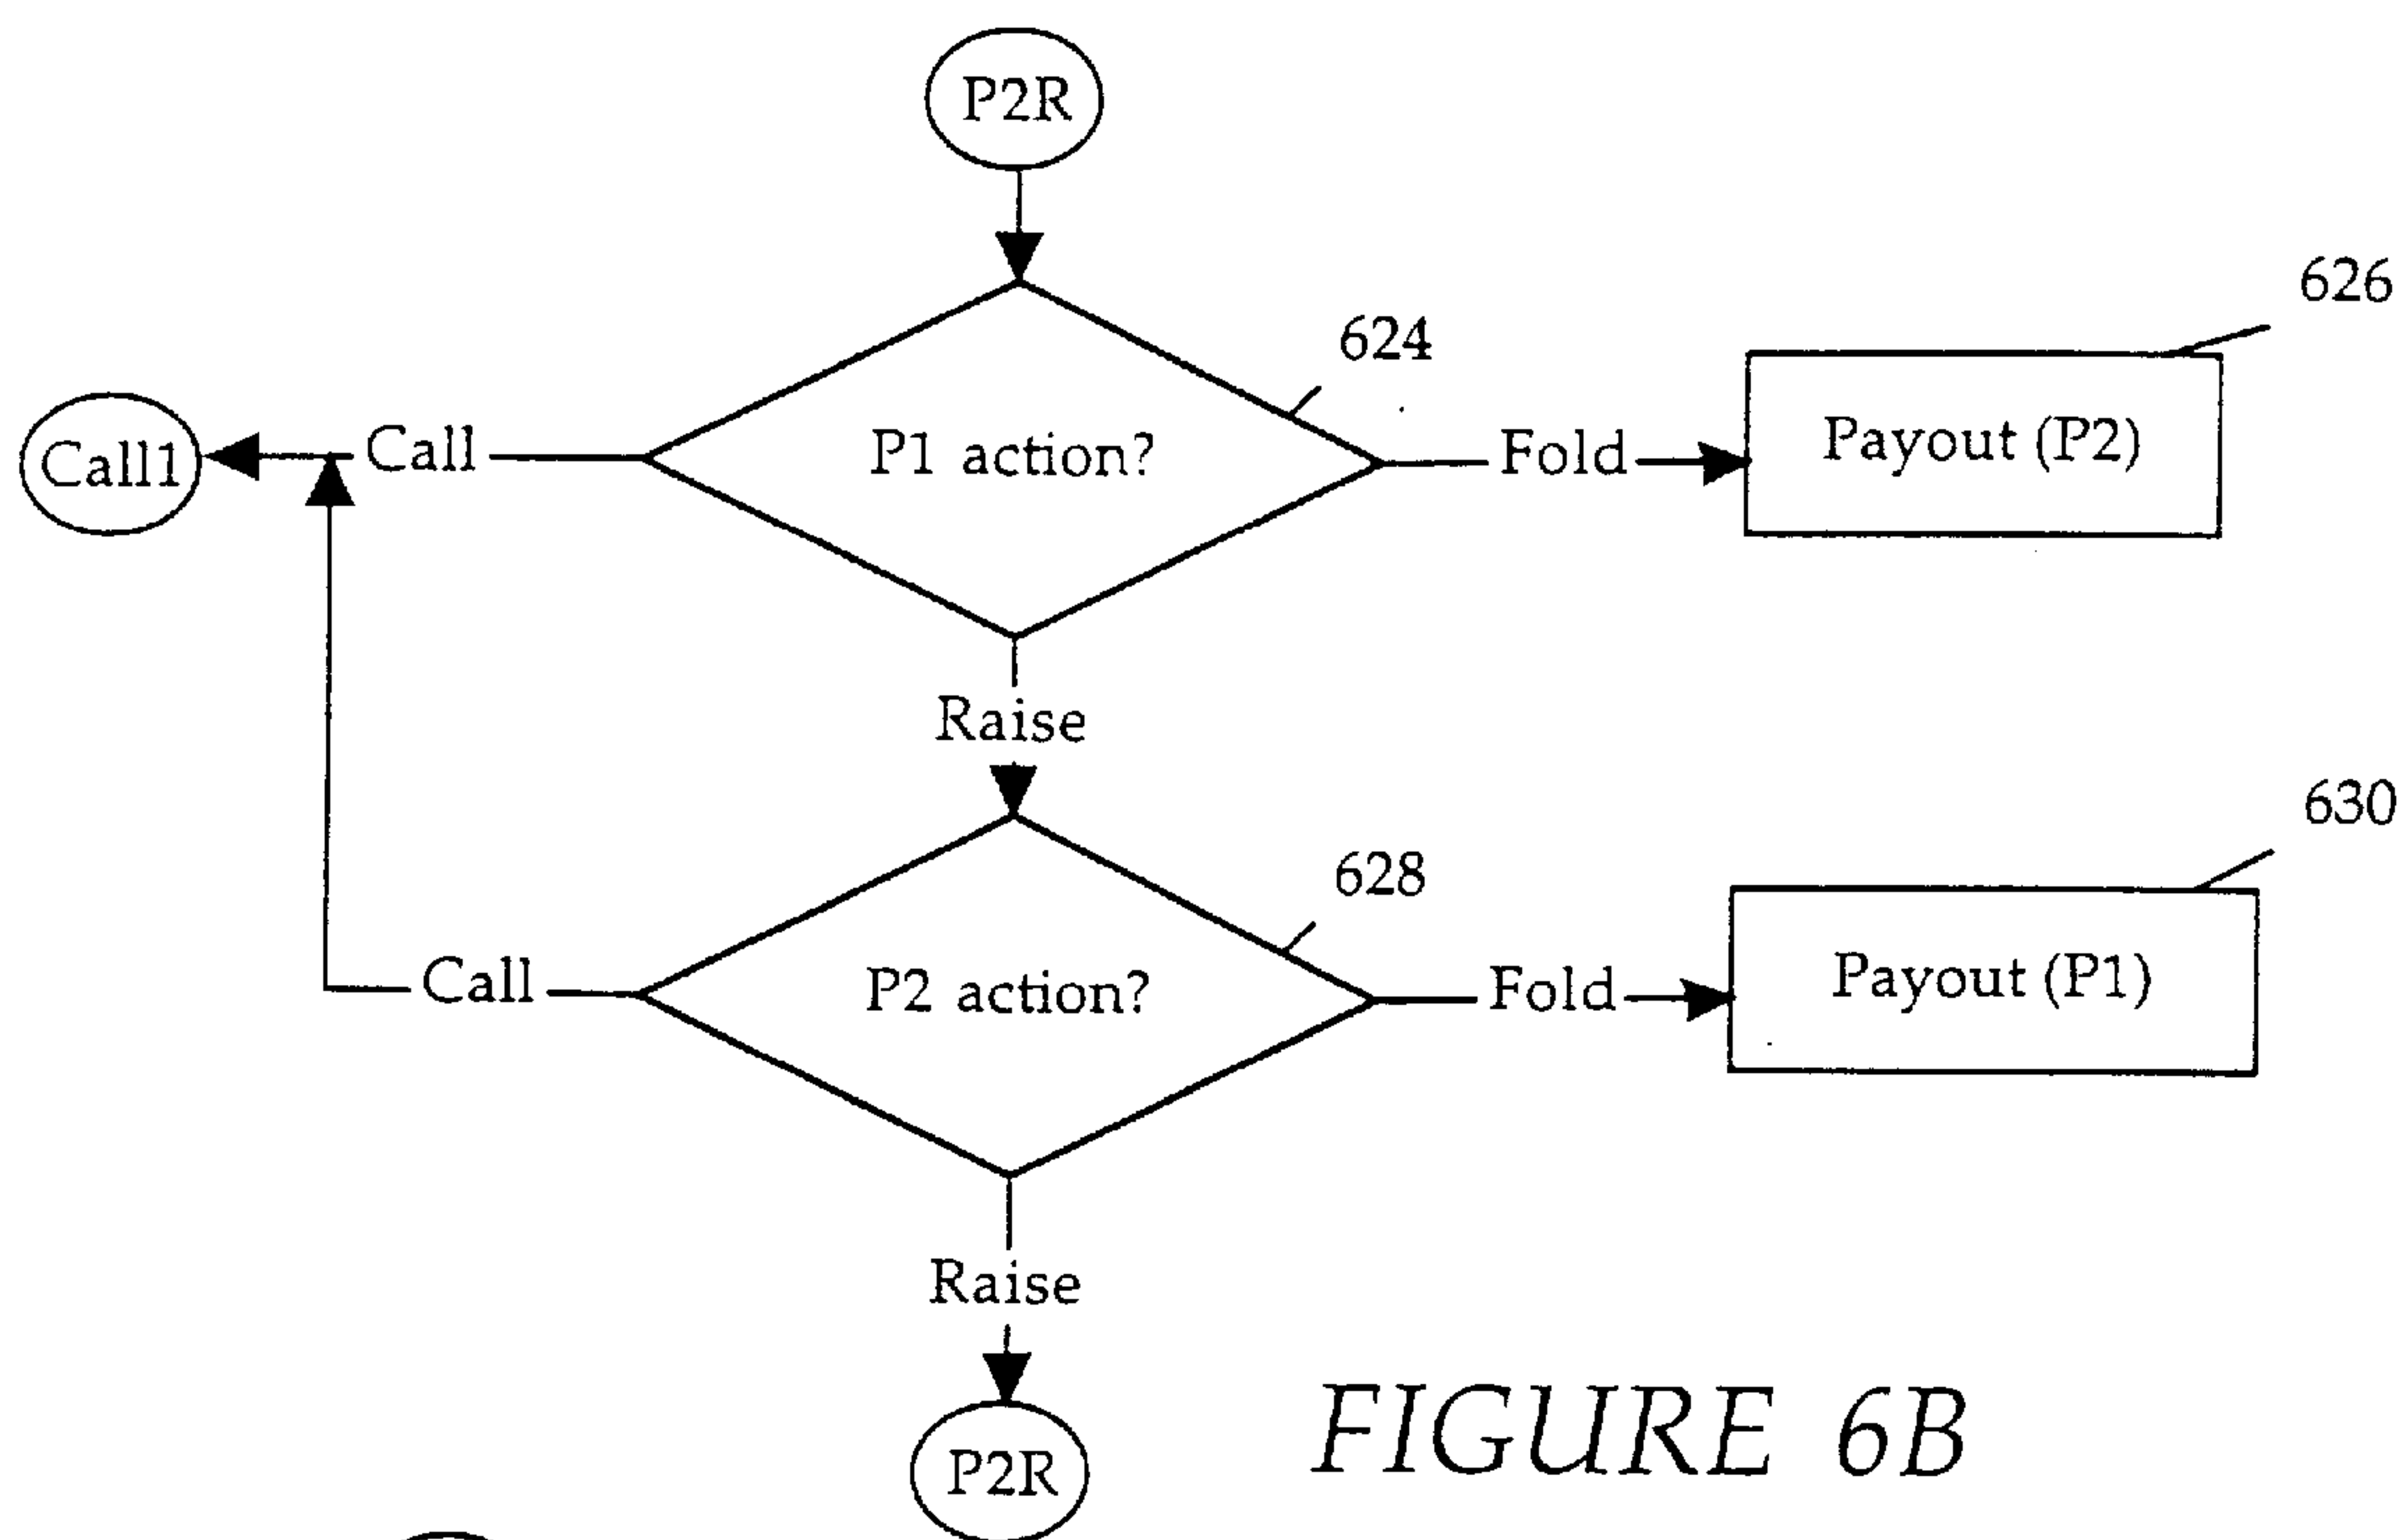 P2R
626
624
Call1
Call
P1 action?
Fold
Payout (P2)
Raise
630
628
Call
P2 action?
Fold
Payout (P1)
Raise
P2R
FIGURE 6B